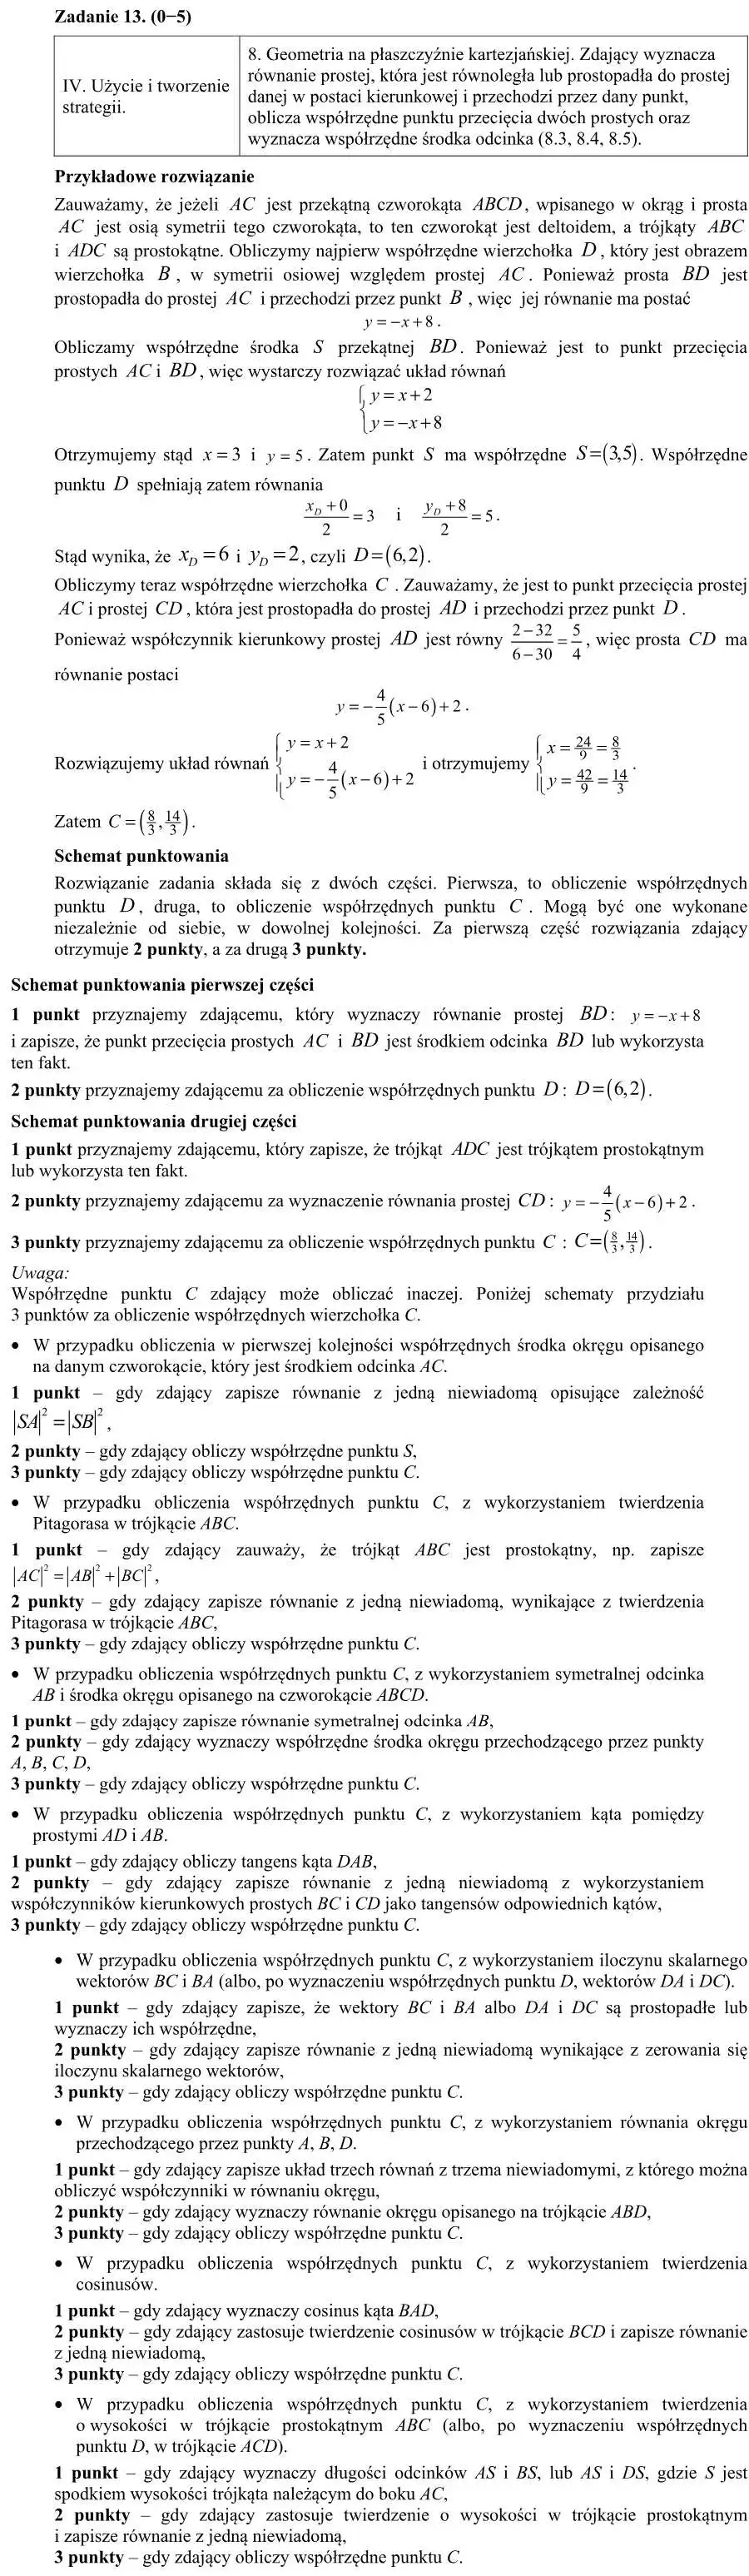 Zadanie 13. (0−5)
IV. Użycie i tworzenie
strategii.
8. Geometria na płaszczyźnie kartezjańskiej. Zdający wyznacza
równanie prostej, która jest równoległa lub prostopadła do prostej
danej w postaci kierunkowej i przechodzi przez dany punkt,
oblicza współrzędne punktu przecięcia dwóch prostych oraz
wyznacza współrzędne środka odcinka (8.3, 8.4, 8.5).
Przykładowe rozwiązanie
Zauważamy, że jeżeli AC jest przekątną czworokąta ABCD, wpisanego w okrąg i prosta
AC jest osią symetrii tego czworokąta, to ten czworokąt jest deltoidem, a trójkąty ABC
i ADC są prostokątne. Obliczymy najpierw współrzędne wierzchołka D, który jest obrazem
wierzchołka B, w symetrii osiowej względem prostej AC. Ponieważ prosta BD jest
prostopadła do prostej AC i przechodzi przez punkt B, więc jej równanie ma postać
y = −x + 8.
Obliczamy współrzędne środka S przekątnej BD. Ponieważ jest to punkt przecięcia
prostych AC i BD, więc wystarczy rozwiązać układ równań
{ y = x + 2
y = −x + 8
Otrzymujemy stąd x = 3 i y = 5. Zatem punkt S ma współrzędne S = (3,5). Współrzędne
punktu D spełniają zatem równania
(x_D + 0)/2 = 3 i (y_D + 8)/2 = 5.
Stąd wynika, że x_D = 6 i y_D = 2, czyli D = (6,2).
Obliczymy teraz współrzędne wierzchołka C. Zauważamy, że jest to punkt przecięcia prostej
AC i prostej CD, która jest prostopadła do prostej AD i przechodzi przez punkt D.
Ponieważ współczynnik kierunkowy prostej AD jest równy (2−32)/(6−30) = 5/4, więc prosta CD ma
równanie postaci
y = −4/5(x − 6) + 2.
Rozwiązujemy układ równań { y = x + 2 y = −4/5(x − 6) + 2 i otrzymujemy { x = 24/9 = 8/3 y = 42/9 = 14/3.
Zatem C = (8/3, 14/3).
Schemat punktowania
Rozwiązanie zadania składa się z dwóch części. Pierwsza, to obliczenie współrzędnych
punktu D, druga, to obliczenie współrzędnych punktu C. Mogą być one wykonane
niezależnie od siebie, w dowolnej kolejności. Za pierwszą część rozwiązania zdający
otrzymuje 2 punkty, a za drugą 3 punkty.
Schemat punktowania pierwszej części
1 punkt przyznajemy zdającemu, który wyznaczy równanie prostej BD: y = −x + 8
i zapisze, że punkt przecięcia prostych AC i BD jest środkiem odcinka BD lub wykorzysta
ten fakt.
2 punkty przyznajemy zdającemu za obliczenie współrzędnych punktu D: D = (6,2).
Schemat punktowania drugiej części
1 punkt przyznajemy zdającemu, który zapisze, że trójkąt ADC jest trójkątem prostokątnym
lub wykorzysta ten fakt.
2 punkty przyznajemy zdającemu za wyznaczenie równania prostej CD: y = −4/5(x − 6) + 2.
3 punkty przyznajemy zdającemu za obliczenie współrzędnych punktu C: C = (8/3, 14/3).
Uwaga:
Współrzędne punktu C zdający może obliczać inaczej. Poniżej schematy przydziału
3 punktów za obliczenie współrzędnych wierzchołka C.
• W przypadku obliczenia w pierwszej kolejności współrzędnych środka okręgu opisanego
na danym czworokącie, który jest środkiem odcinka AC.
1 punkt – gdy zdający zapisze równanie z jedną niewiadomą opisujące zależność
|SA|² = |SB|²,
2 punkty – gdy zdający obliczy współrzędne punktu S,
3 punkty – gdy zdający obliczy współrzędne punktu C.
• W przypadku obliczenia współrzędnych punktu C, z wykorzystaniem twierdzenia
Pitagorasa w trójkącie ABC.
1 punkt – gdy zdający zauważy, że trójkąt ABC jest prostokątny, np. zapisze
|AC|² = |AB|² + |BC|²,
2 punkty – gdy zdający zapisze równanie z jedną niewiadomą, wynikające z twierdzenia
Pitagorasa w trójkącie ABC,
3 punkty – gdy zdający obliczy współrzędne punktu C.
• W przypadku obliczenia współrzędnych punktu C, z wykorzystaniem symetralnej odcinka
AB i środka okręgu opisanego na czworokącie ABCD.
1 punkt – gdy zdający zapisze równanie symetralnej odcinka AB,
2 punkty – gdy zdający wyznaczy współrzędne środka okręgu przechodzącego przez punkty
A, B, C, D,
3 punkty – gdy zdający obliczy współrzędne punktu C.
• W przypadku obliczenia współrzędnych punktu C, z wykorzystaniem kąta pomiędzy
prostymi AD i AB.
1 punkt – gdy zdający obliczy tangens kąta DAB,
2 punkty – gdy zdający zapisze równanie z jedną niewiadomą z wykorzystaniem
współczynników kierunkowych prostych BC i CD jako tangensów odpowiednich kątów,
3 punkty – gdy zdający obliczy współrzędne punktu C.
• W przypadku obliczenia współrzędnych punktu C, z wykorzystaniem iloczynu skalarnego
wektorów BC i BA (albo, po wyznaczeniu współrzędnych punktu D, wektorów DA i DC).
1 punkt – gdy zdający zapisze, że wektory BC i BA albo DA i DC są prostopadłe lub
wyznaczy ich współrzędne,
2 punkty – gdy zdający zapisze równanie z jedną niewiadomą wynikające z zerowania się
iloczynu skalarnego wektorów,
3 punkty – gdy zdający obliczy współrzędne punktu C.
• W przypadku obliczenia współrzędnych punktu C, z wykorzystaniem równania okręgu
przechodzącego przez punkty A, B, D.
1 punkt – gdy zdający zapisze układ trzech równań z trzema niewiadomymi, z którego można
obliczyć współczynniki w równaniu okręgu,
2 punkty – gdy zdający wyznaczy równanie okręgu opisanego na trójkącie ABD,
3 punkty – gdy zdający obliczy współrzędne punktu C.
• W przypadku obliczenia współrzędnych punktu C, z wykorzystaniem twierdzenia
cosinusów.
1 punkt – gdy zdający wyznaczy cosinus kąta BAD,
2 punkty – gdy zdający zastosuje twierdzenie cosinusów w trójkącie BCD i zapisze równanie
z jedną niewiadomą,
3 punkty – gdy zdający obliczy współrzędne punktu C.
• W przypadku obliczenia współrzędnych punktu C, z wykorzystaniem twierdzenia
o wysokości w trójkącie prostokątnym ABC (albo, po wyznaczeniu współrzędnych
punktu D, w trójkącie ACD).
1 punkt – gdy zdający wyznaczy długości odcinków AS i BS, lub AS i DS, gdzie S jest
spodkiem wysokości trójkąta należącym do boku AC,
2 punkty – gdy zdający zastosuje twierdzenie o wysokości w trójkącie prostokątnym
i zapisze równanie z jedną niewiadomą,
3 punkty – gdy zdający obliczy współrzędne punktu C.